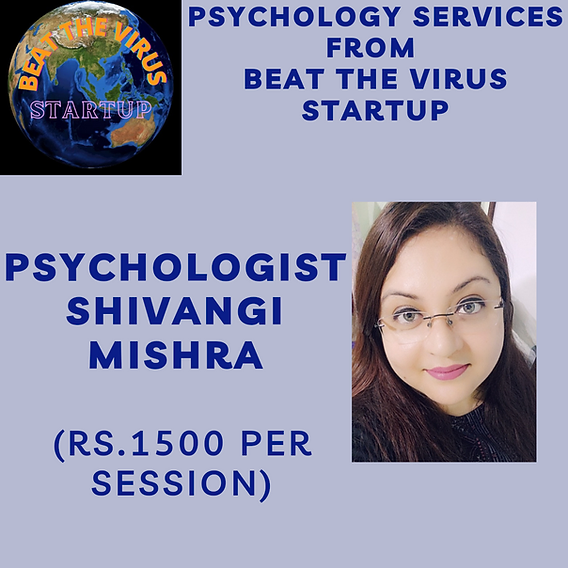 BEAT THE VIRUS
STARTUP
PSYCHOLOGY SERVICES
FROM
BEAT THE VIRUS
STARTUP
PSYCHOLOGIST
SHIVANGI
MISHRA
(RS.1500 PER
SESSION)